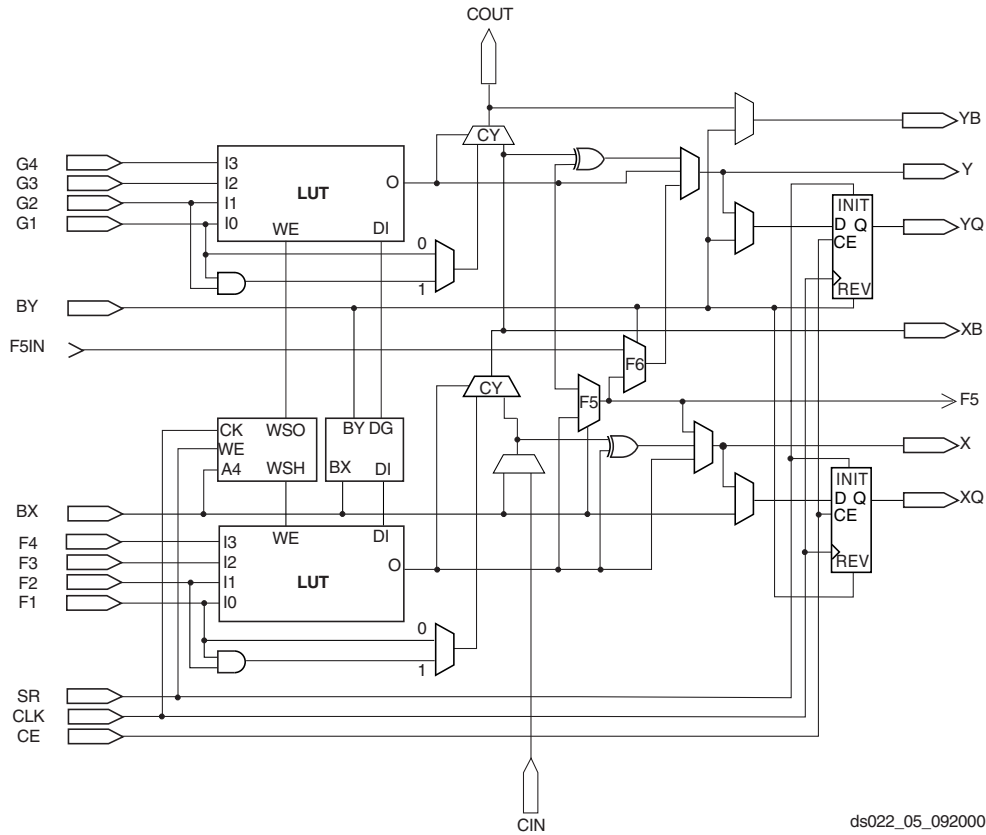 COUT
CY
YB
G4
G3
G2
G1
I3
I2
I1
I0
LUT
O
WE
DI
0
1
Y
INIT
D Q
CE
REV
YQ
BY
XB
F5IN
F6
CY
F5
F5
CK
WE
A4
WSO
WSH
BY DG
BX
DI
X
INIT
D Q
CE
REV
XQ
BX
F4
F3
F2
F1
I3
I2
I1
I0
WE
DI
LUT
O
0
1
SR
CLK
CE
CIN
ds022_05_092000